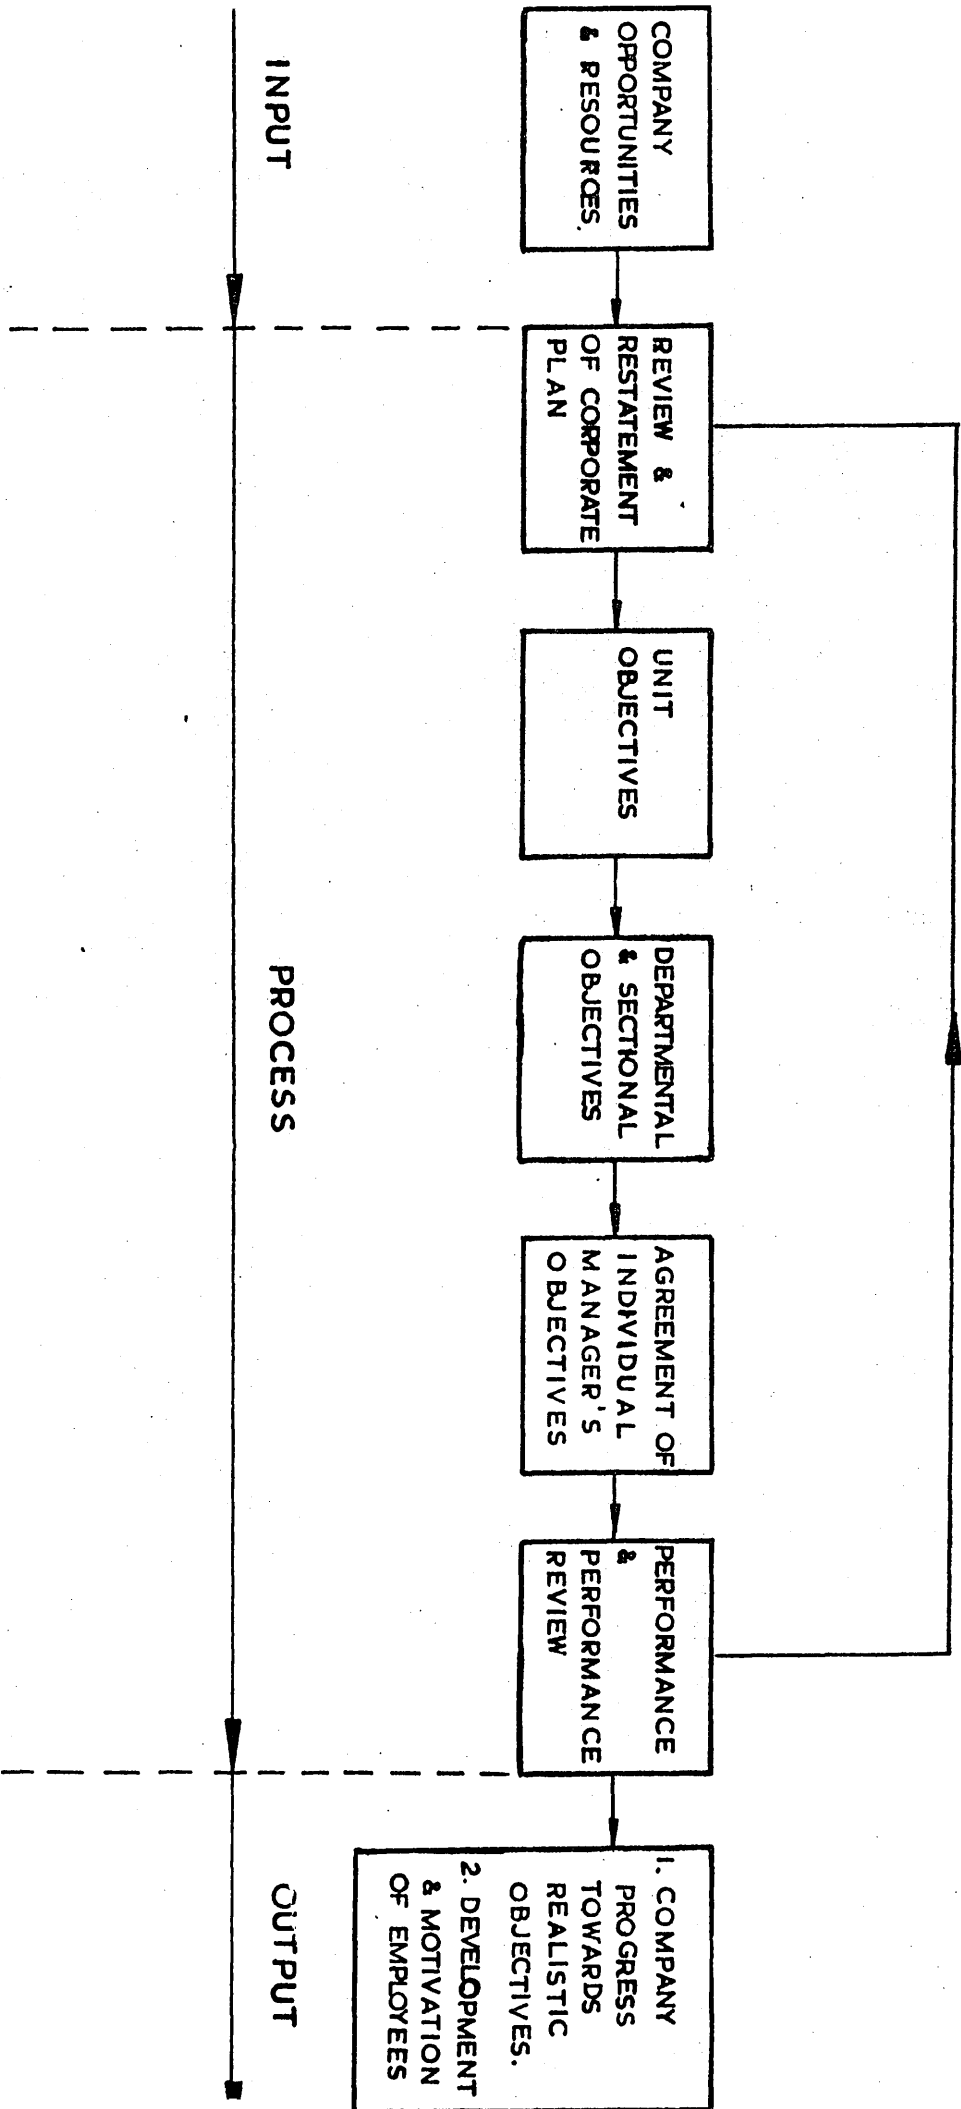 COMPANY
OPPORTUNITIES
& RESOURCES.
REVIEW &
RESTATEMENT
OF CORPORATE
PLAN
UNIT
OBJECTIVES
DEPARTMENTAL
& SECTIONAL
OBJECTIVES
AGREEMENT OF
INDIVIDUAL
MANAGER'S
OBJECTIVES
PERFORMANCE
&
PERFORMANCE
REVIEW
1. COMPANY
PROGRESS
TOWARDS
REALISTIC
OBJECTIVES.
2. DEVELOPMENT
& MOTIVATION
OF EMPLOYEES
INPUT
PROCESS
OUTPUT